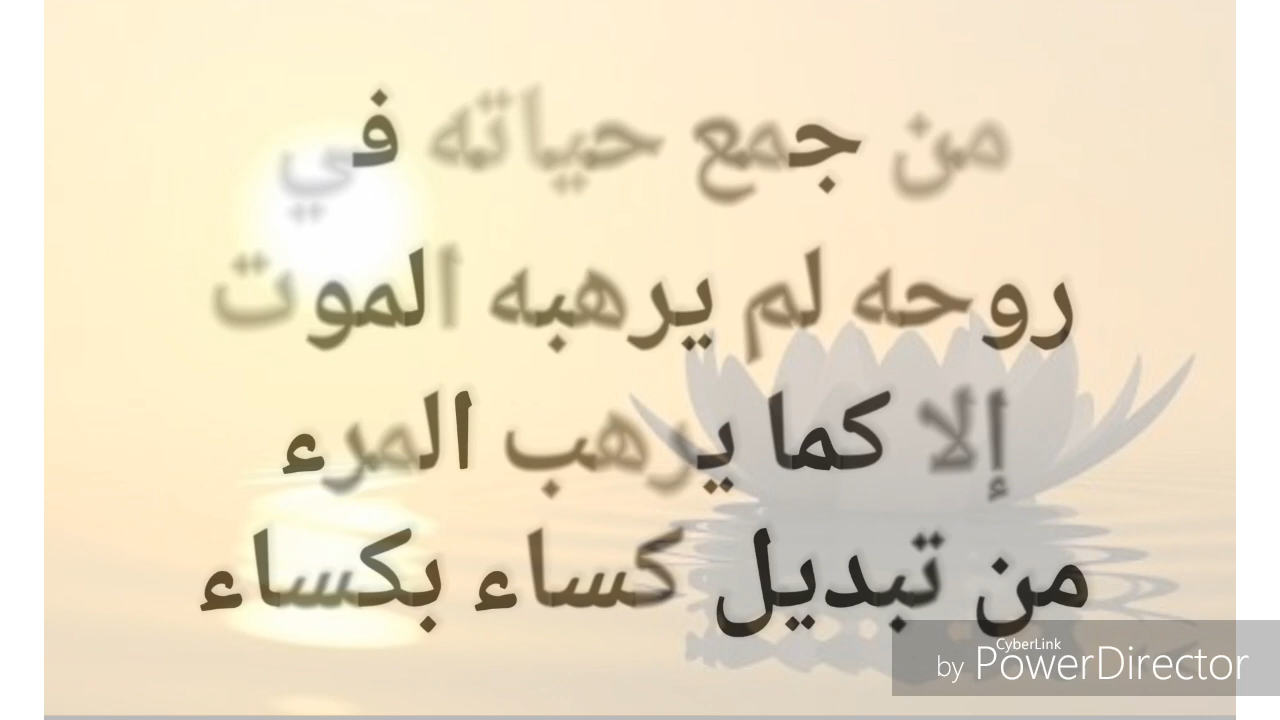 من جمع حياته في
روحه لم يرهبه الموت
إلا كما يرهب المرء
من تبديل كساء بكساء
CyberLink
by PowerDirector